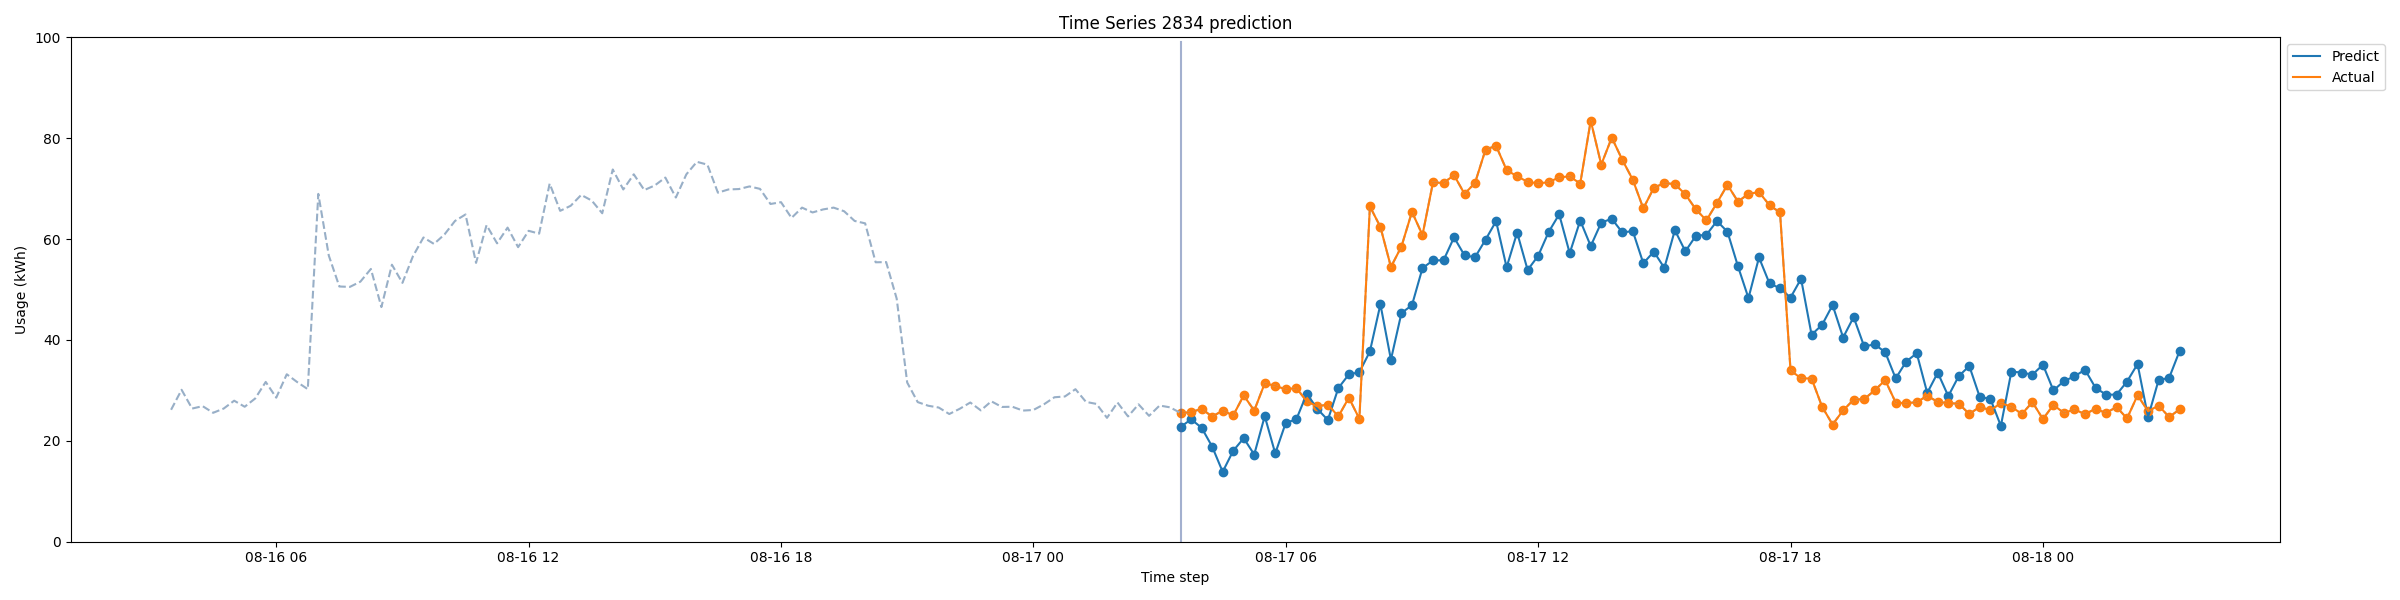 Time Series 2834 prediction
100
80
60
40
20
0
Usage (kWh)
08-16 06
08-16 12
08-16 18
08-17 00
08-17 06
08-17 12
08-17 18
08-18 00
Time step
Predict
Actual